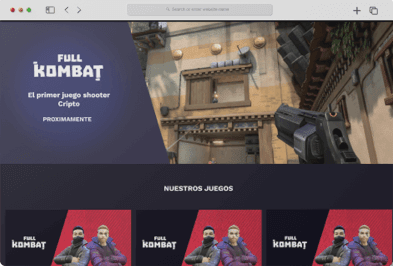 Search or enter website name
FULL
KOMBAT
El primer juego shooter
Cripto
PROXIMAMENTE
NUESTROS JUEGOS
FULL
KOMBAT
FULL
KOMBAT
FULL
KOMBAT